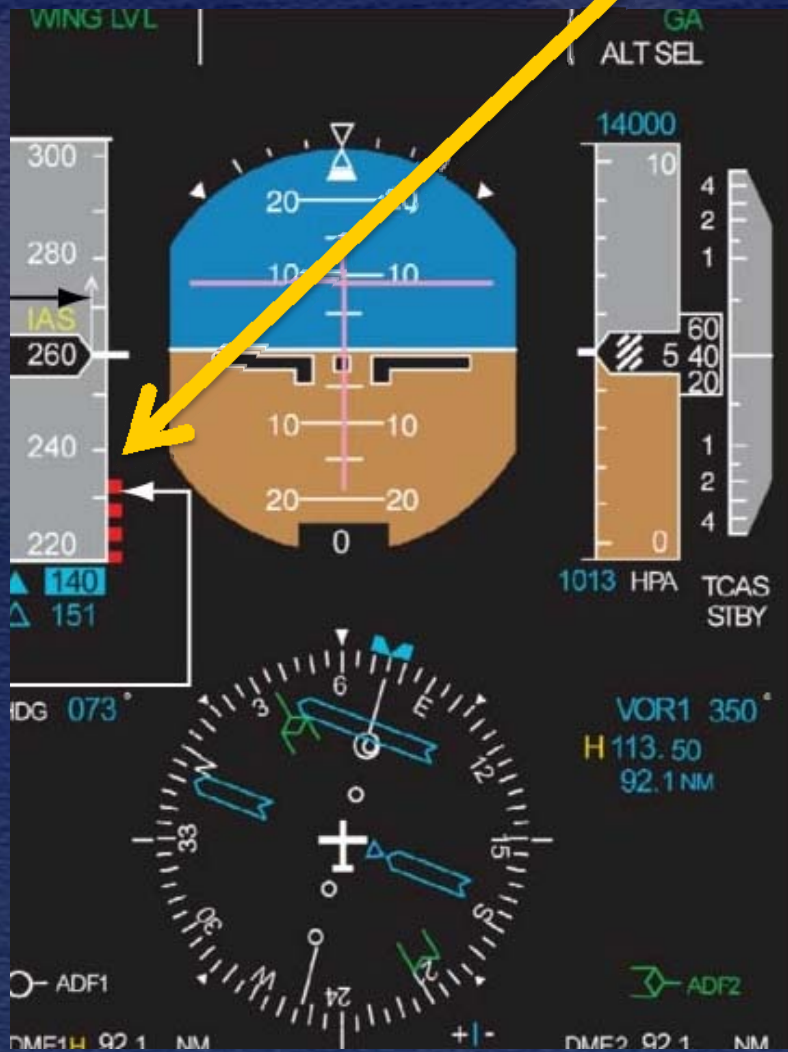 WING LVL
GA
ALT SEL
14000
300
280
IAS
260
240
220
140
151
20 20
10 10
10 10
20 20
0
10
5
60
40
20
0
4
2
1
1
2
4
1013 HPA
TCAS
STBY
HDG 073°
VOR1 350°
H 113.50
92.1 NM
3
6
E
12
15
S
21
24
W
30
33
N
ADF1
ADF2
DME1 H 92.1 NM
+ | -
DME2 92.1 NM